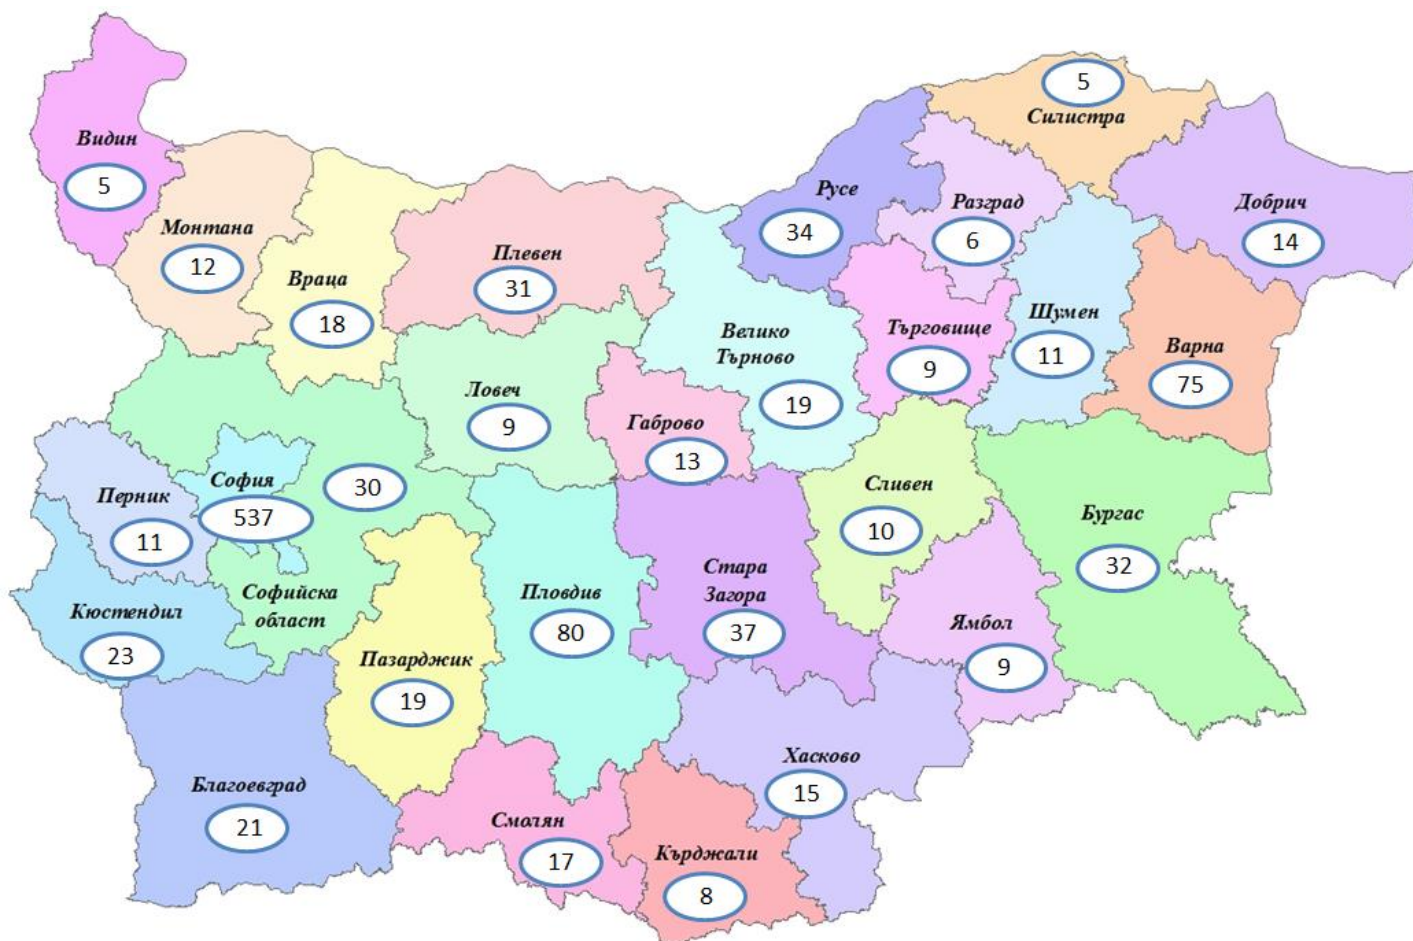 5
Силистра
Видин
5
Русе
34
Разград
6
Добрич
14
Монтана
12
Плевен
31
Враца
18
Велико
Търново
19
Търговище
9
Шумен
11
Варна
75
Ловеч
9
Габрово
13
София
537
30
Перник
11
Сливен
10
Бургас
32
Софийска
област
Кюстендил
23
Пловдив
80
Стара
Загора
37
Ямбол
9
Пазарджик
19
Благоевград
21
Хасково
15
Смолян
17
Кърджали
8